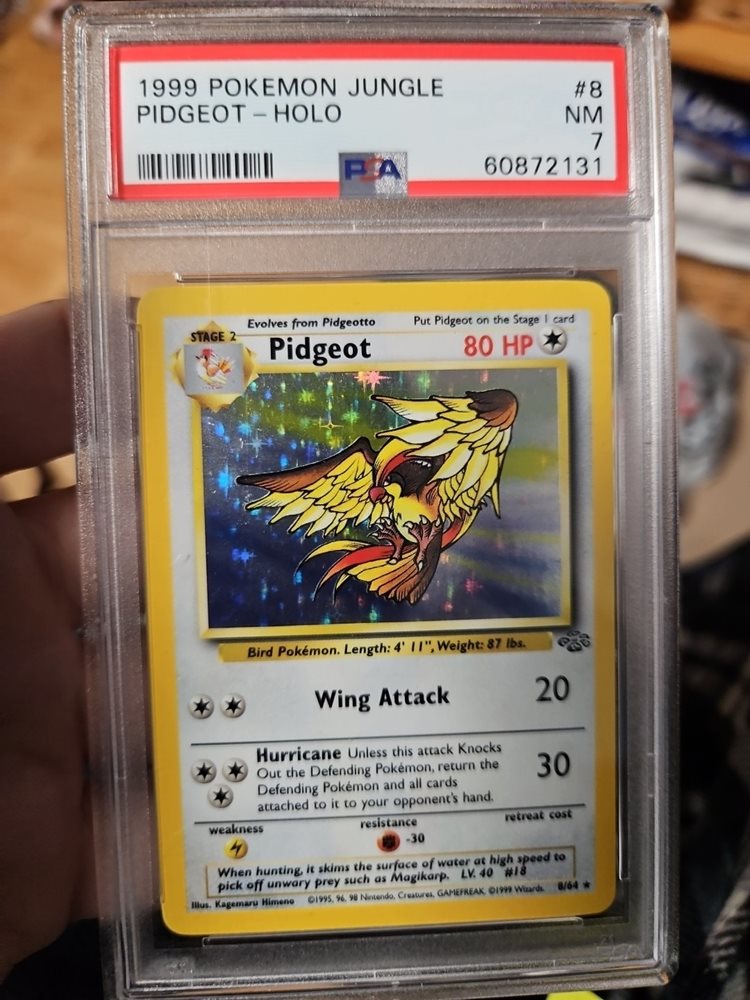 1999 POKEMON JUNGLE #8
PIDGEOT – HOLO NM
7
PSA 60872131
Evolves from Pidgeotto Put Pidgeot on the Stage 1 card
STAGE 2 Pidgeot 80 HP
Bird Pokémon. Length: 4' 11", Weight: 87 lbs.
Wing Attack 20
Hurricane Unless this attack Knocks
Out the Defending Pokémon, return the 30
Defending Pokémon and all cards
attached to it to your opponent's hand.
weakness resistance retreat cost
-30
When hunting, it skims the surface of water at high speed to
pick off unwary prey such as Magikarp. LV. 40 #18
Illus. Kagemaru Himeno ©1995, 96, 98 Nintendo, Creatures, GAMEFREAK. ©1999 Wizards. 8/64 ★